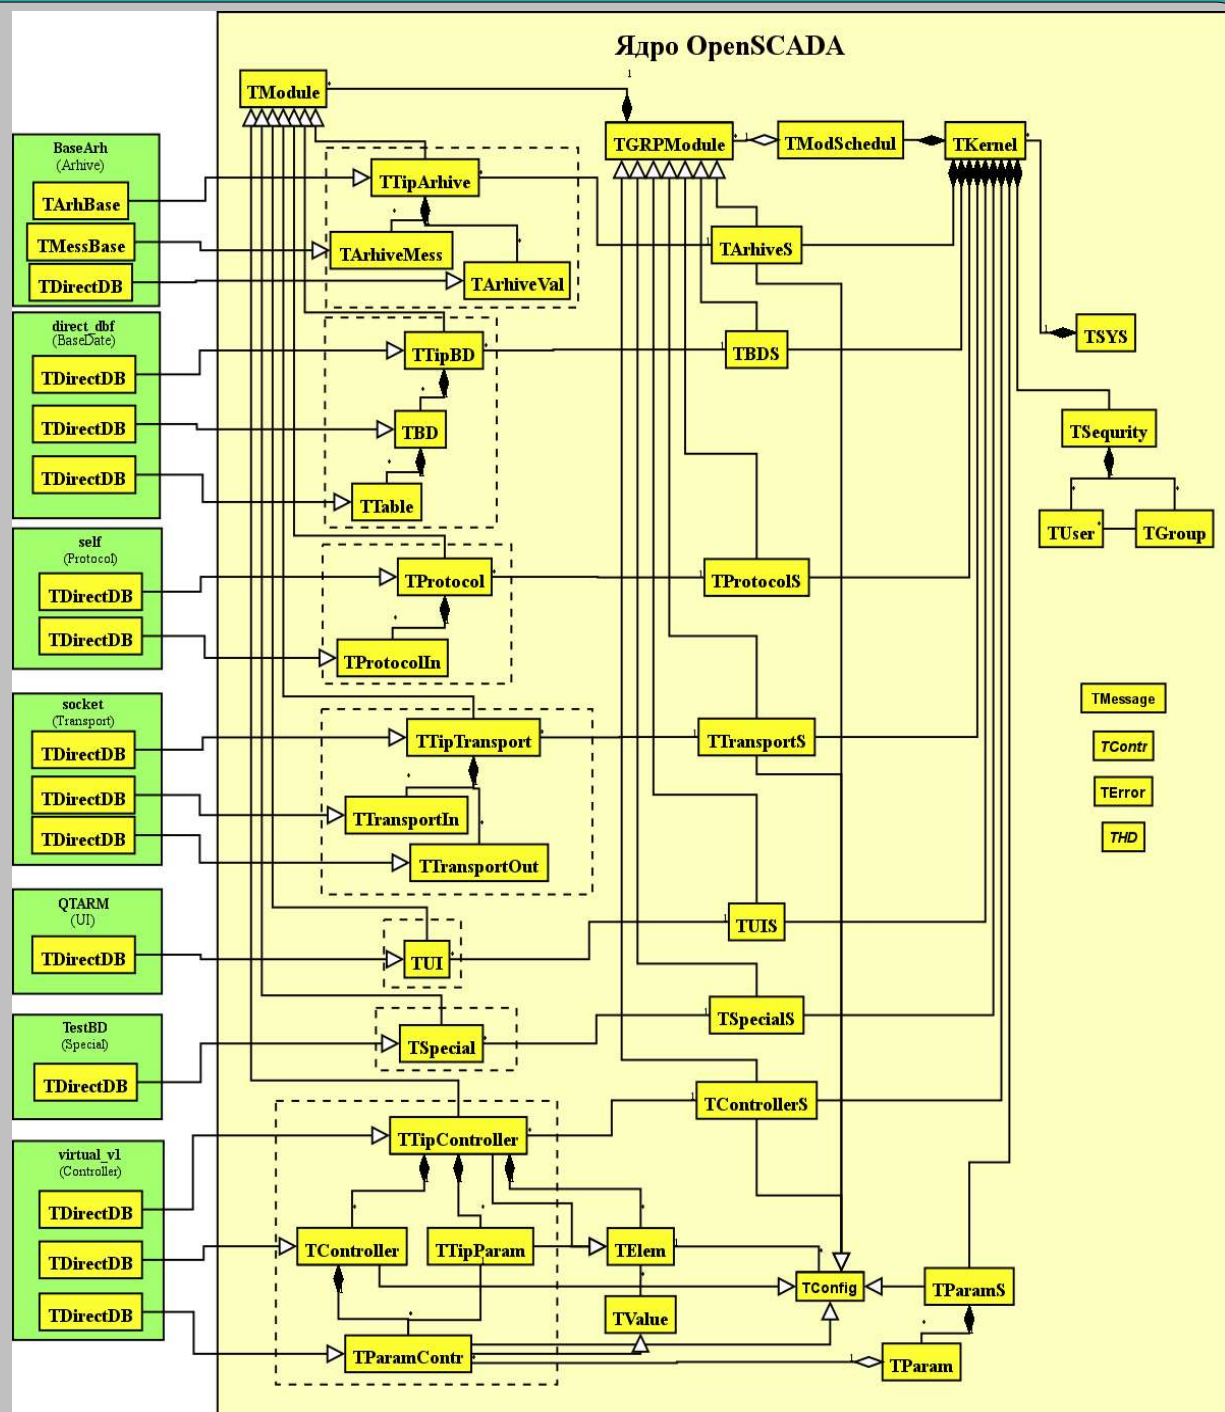 Ядро OpenSCADA
TModule
TGRPModule
TModSchedul
TKernel
BaseArh
(Arhive)
TArhBase
TMessBase
TDirectDB
TTipArhive
TArhiveMess
TArhiveVal
TArhiveS
direct_dbf
(BaseDate)
TDirectDB
TDirectDB
TDirectDB
TTipBD
TBD
TTable
TBDS
TSYS
TSequrity
TUser
TGroup
self
(Protocol)
TDirectDB
TDirectDB
TProtocol
TProtocolIn
TProtocolS
socket
(Transport)
TDirectDB
TDirectDB
TDirectDB
TTipTransport
TTransportIn
TTransportOut
TTransportS
TMessage
TContr
TError
THD
QTARM
(UI)
TDirectDB
TUI
TUIS
TestBD
(Special)
TDirectDB
TSpecial
TSpecialS
virtual_v1
(Controller)
TDirectDB
TDirectDB
TDirectDB
TTipController
TControllerS
TController
TTipParam
TElem
TConfig
TParamS
TValue
TParamContr
TParam